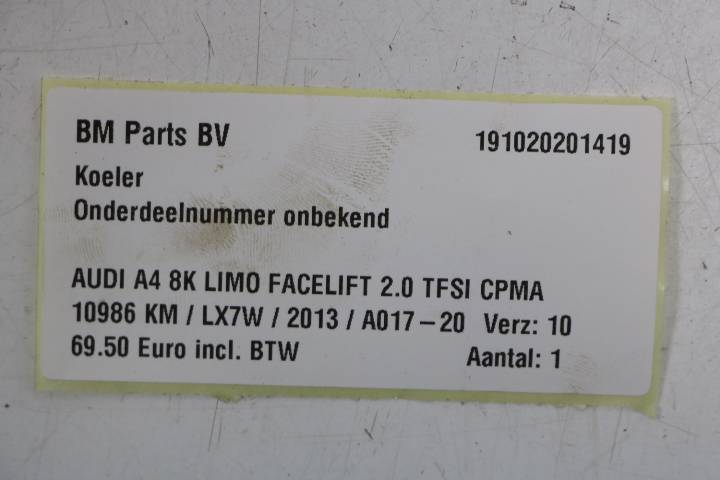 BM Parts BV 191020201419
Koeler
Onderdeelnummer onbekend
AUDI A4 8K LIMO FACELIFT 2.0 TFSI CPMA
10986 KM / LX7W / 2013 / A017-20 Verz: 10
69.50 Euro incl. BTW Aantal: 1